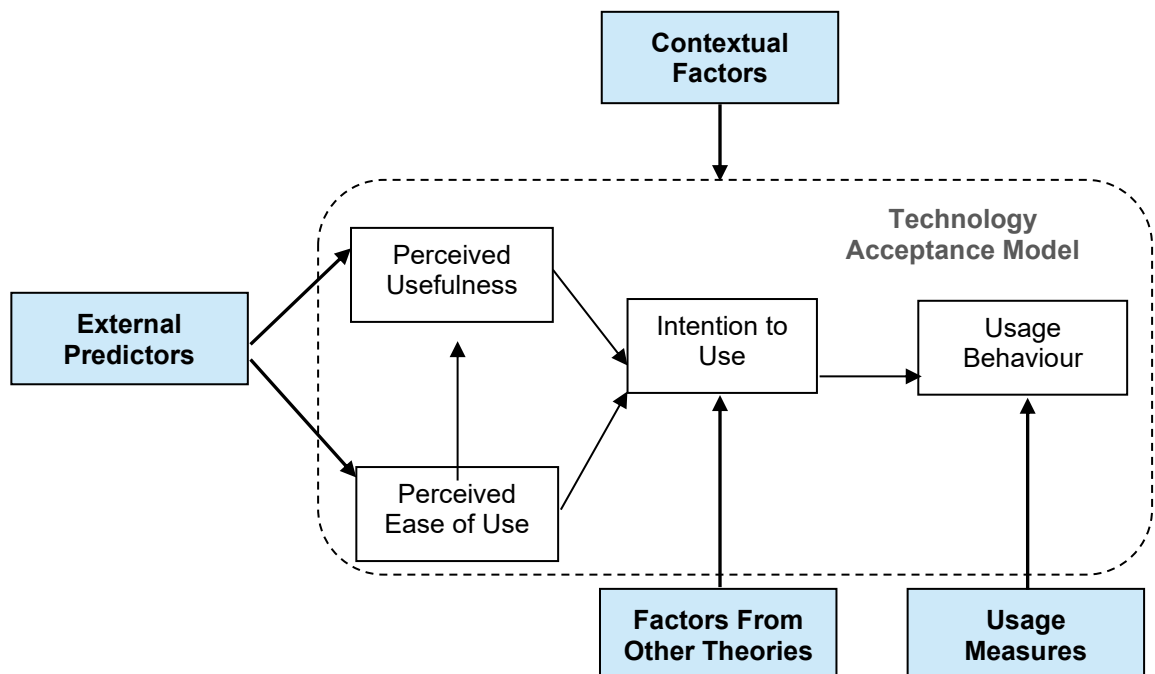 Contextual
Factors
Technology
Acceptance Model
Perceived
Usefulness
External
Predictors
Intention to
Use
Usage
Behaviour
Perceived
Ease of Use
Factors From
Other Theories
Usage
Measures